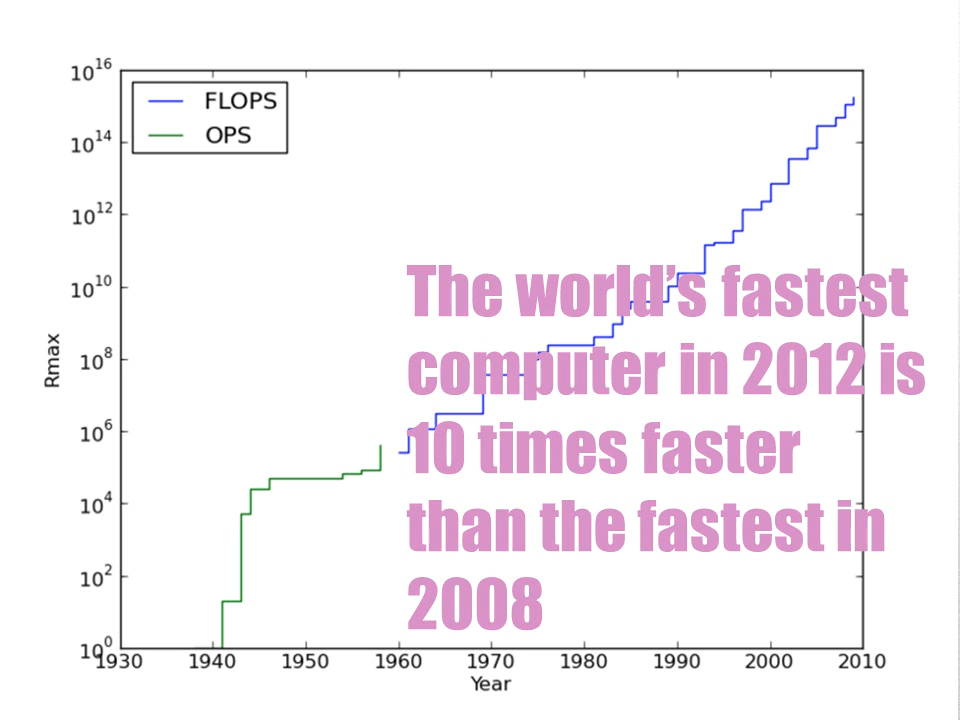 10^16
FLOPS
OPS
10^14
10^12
10^10
10^8
10^6
10^4
10^2
10^0
Rmax
The world’s fastest
computer in 2012 is
10 times faster
than the fastest in
2008
1930 1940 1950 1960 1970 1980 1990 2000 2010
Year